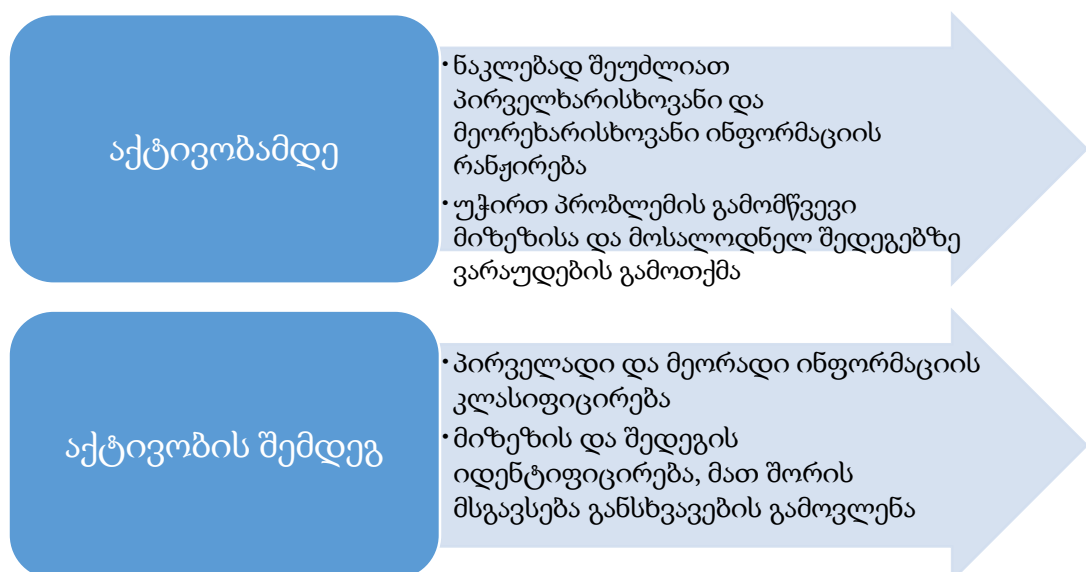 აქტივობამდე
•ნაკლებად შეუძლიათ
პირველხარისხოვანი და
მეორეხარისხოვანი ინფორმაციის
რანჟირება
•უჭირთ პრობლემის გამომწვევი
მიზეზისა და მოსალოდნელ შედეგებზე
ვარაუდების გამოთქმა
აქტივობის შემდეგ
•პირველადი და მეორადი ინფორმაციის
კლასიფიცირება
•მიზეზის და შედეგის
იდენტიფიცირება, მათ შორის
მსგავსება განსხვავების გამოვლენა